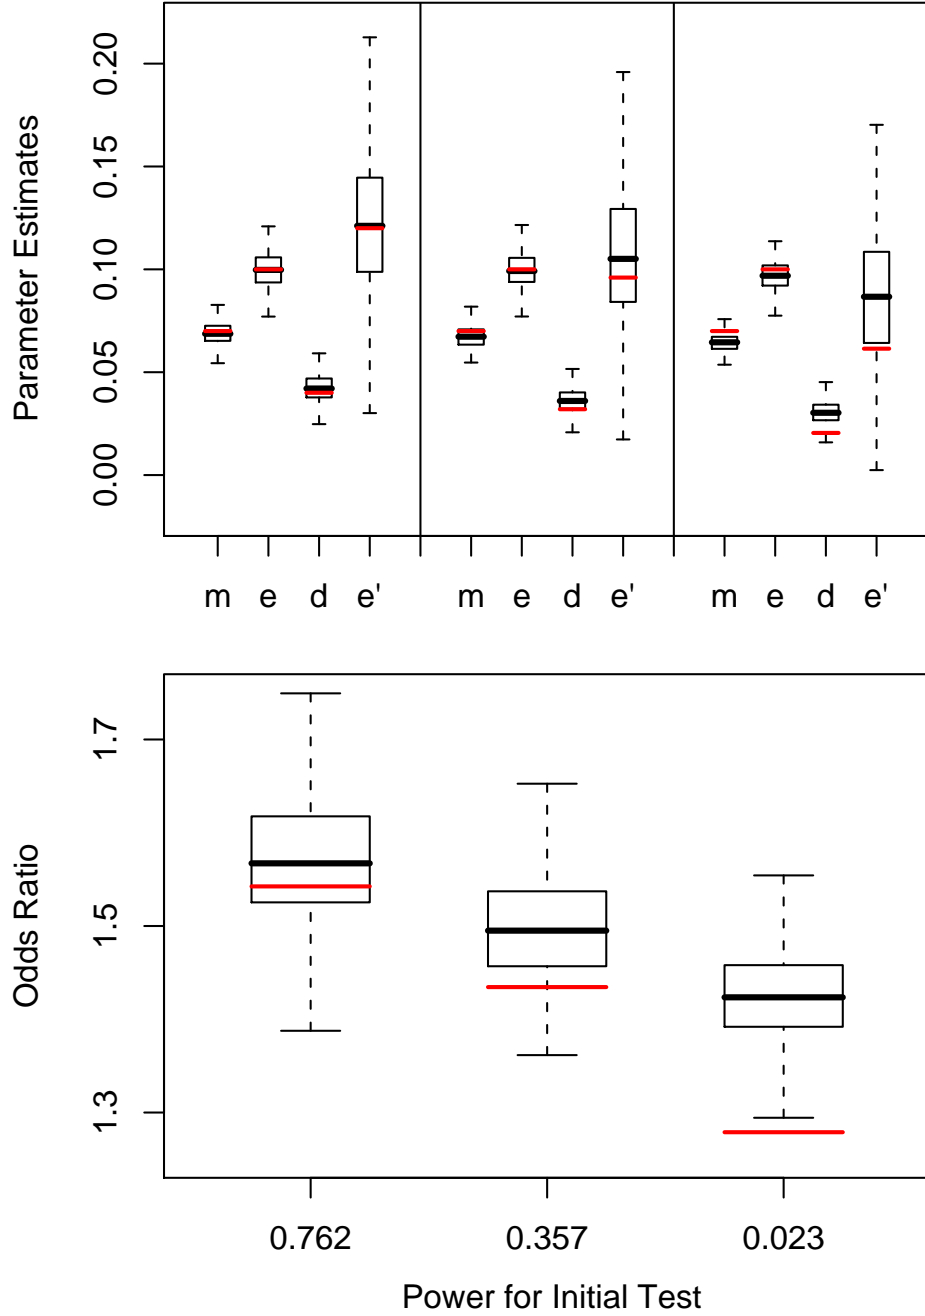 Parameter Estimates
0.20
0.15
0.10
0.05
0.00
m e d e' m e d e' m e d e'
Odds Ratio
1.7
1.5
1.3
0.762 0.357 0.023
Power for Initial Test